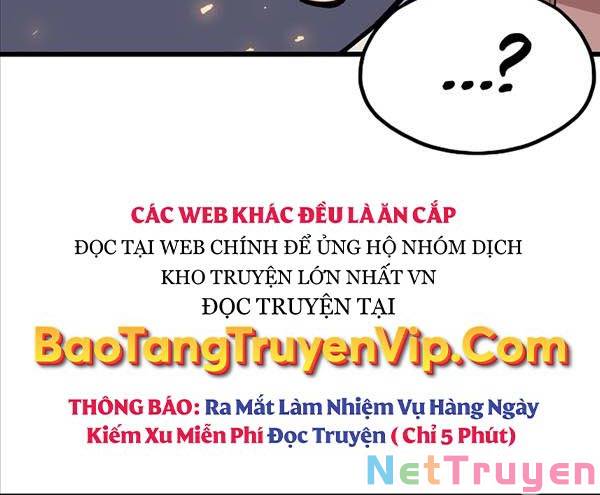 ...?
CÁC WEB KHÁC ĐỀU LÀ ĂN CẮP
ĐỌC TẠI WEB CHÍNH ĐỂ ỦNG HỘ NHÓM DỊCH
KHO TRUYỆN LỚN NHẤT VN
ĐỌC TRUYỆN TẠI
BaoTangTruyenVip.Com
THÔNG BÁO: Ra Mắt Làm Nhiệm Vụ Hàng Ngày
Kiếm Xu Miễn Phí Đọc Truyện ( Chỉ 5 Phút)
NetTruyen